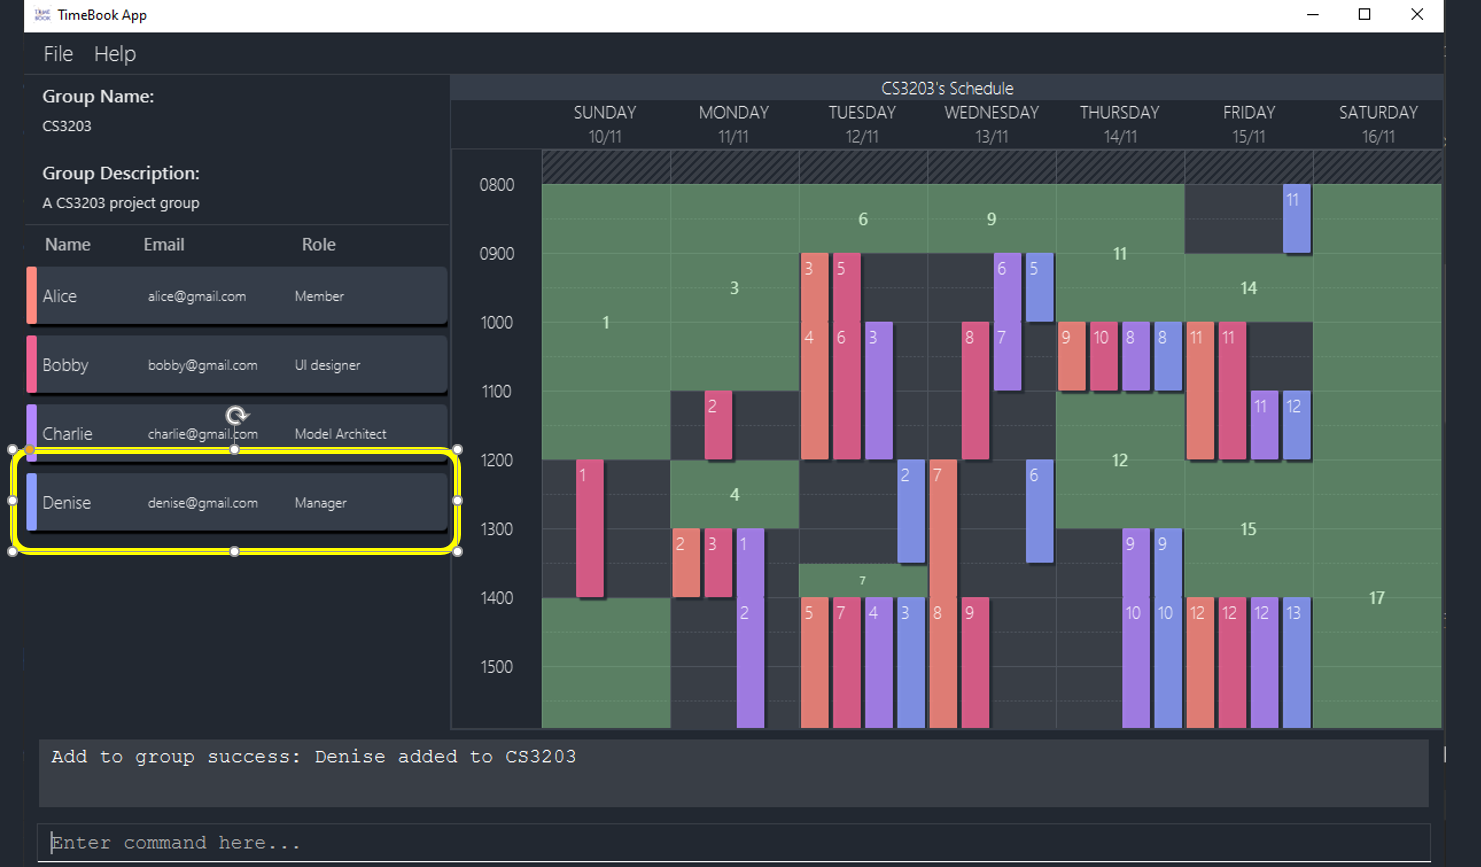 TimeBook App
File Help
Group Name:
CS3203
Group Description:
A CS3203 project group
Name Email Role
Alice alice@gmail.com Member
Bobby bobby@gmail.com UI designer
Charlie charlie@gmail.com Model Architect
Denise denise@gmail.com Manager
CS3203's Schedule
SUNDAY MONDAY TUESDAY WEDNESDAY THURSDAY FRIDAY SATURDAY
10/11 11/11 12/11 13/11 14/11 15/11 16/11
0800 11
6 9
0900 11
3 5 6 5
3 14
1000 1
4 6 3 8 7 9 10 8 8 11 11
1100
2 11 12
1200 12
1 2 7 6
4
1300 15
2 3 1 9 9
7
1400 17
2 5 7 4 3 8 9 10 10 12 12 12 13
1500
Add to group success: Denise added to CS3203
Enter command here...